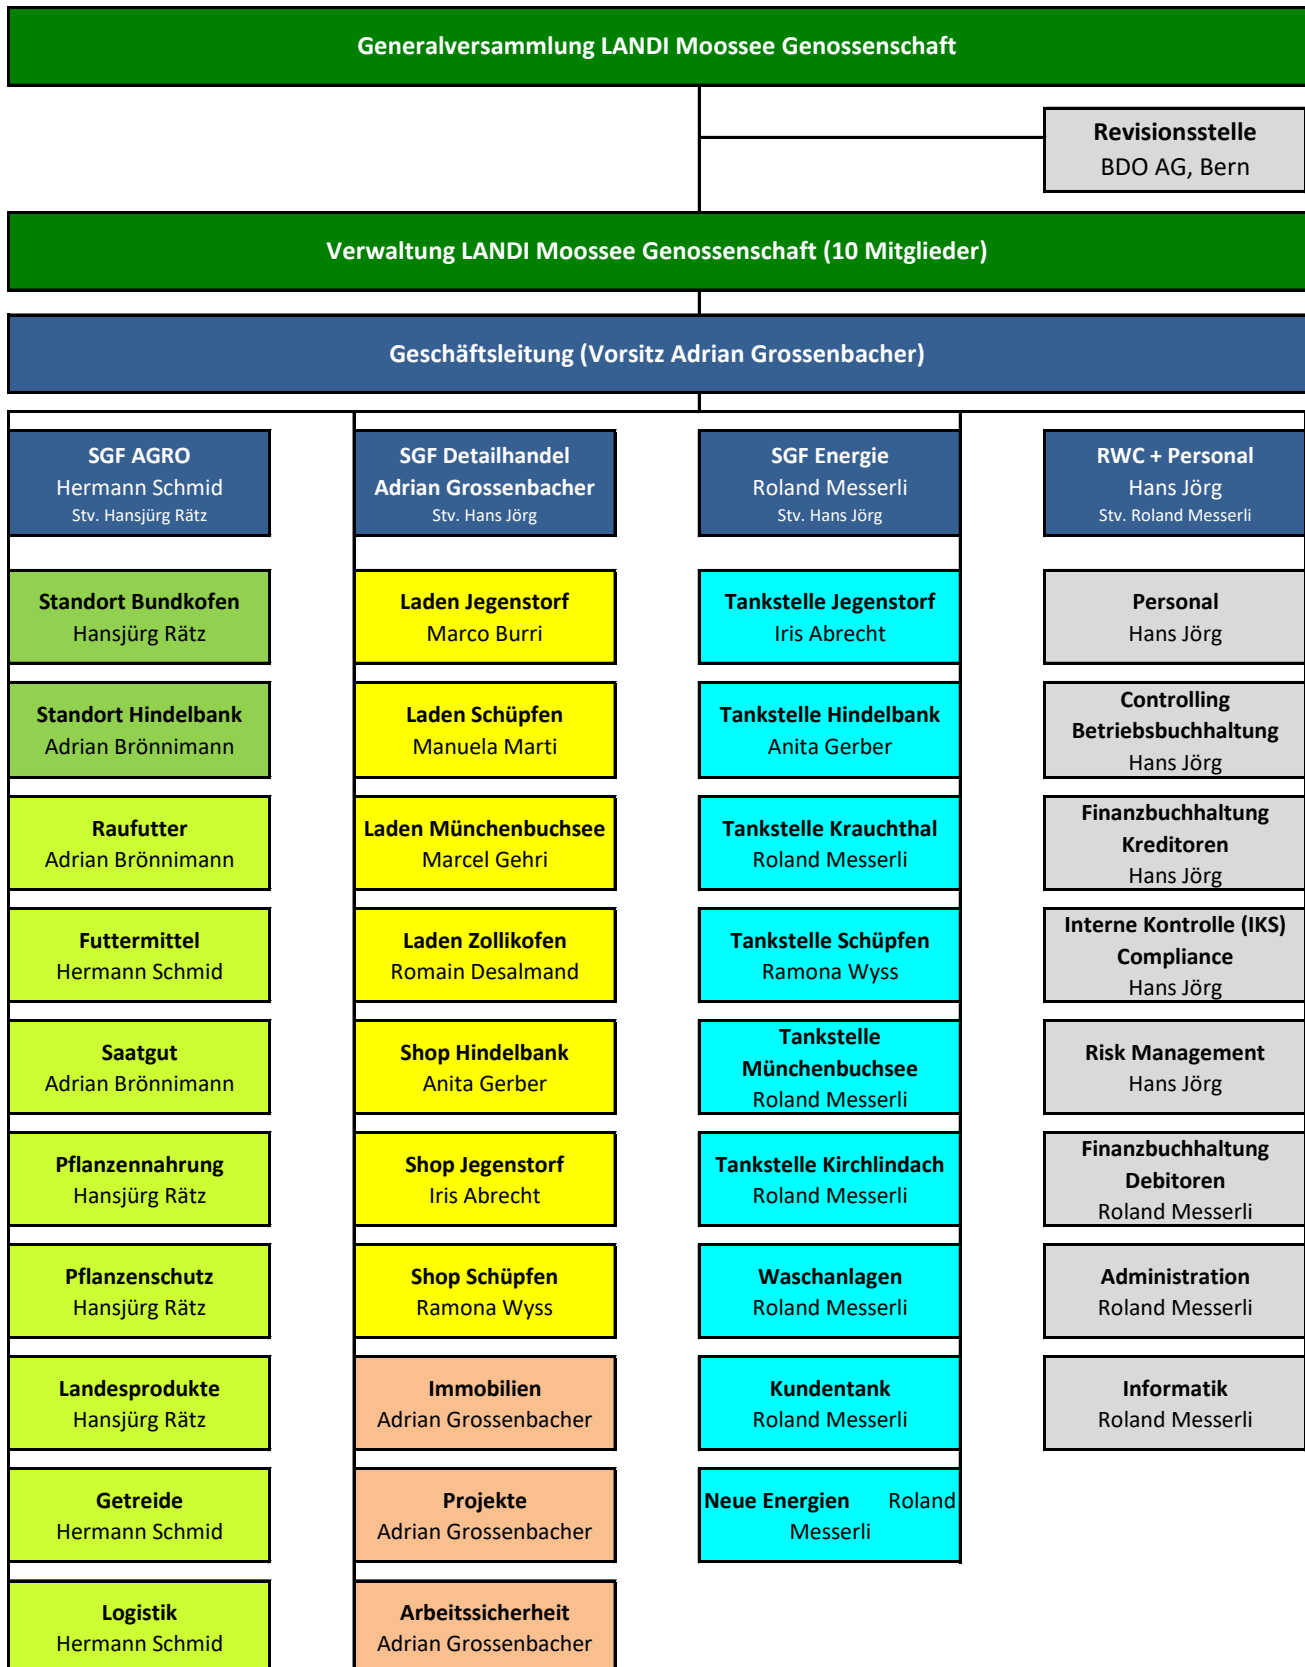 Generalversammlung LANDI Moossee Genossenschaft
Revisionsstelle
BDO AG, Bern
Verwaltung LANDI Moossee Genossenschaft (10 Mitglieder)
Geschäftsleitung (Vorsitz Adrian Grossenbacher)
SGF AGRO
Hermann Schmid
Stv. Hansjürg Rätz
Standort Bundkofen
Hansjürg Rätz
Standort Hindelbank
Adrian Brönnimann
Raufutter
Adrian Brönnimann
Futtermittel
Hermann Schmid
Saatgut
Adrian Brönnimann
Pflanzennahrung
Hansjürg Rätz
Pflanzenschutz
Hansjürg Rätz
Landesprodukte
Hansjürg Rätz
Getreide
Hermann Schmid
Logistik
Hermann Schmid
SGF Detailhandel
Adrian Grossenbacher
Stv. Hans Jörg
Laden Jegenstorf
Marco Burri
Laden Schüpfen
Manuela Marti
Laden Münchenbuchsee
Marcel Gehri
Laden Zollikofen
Romain Desalmand
Shop Hindelbank
Anita Gerber
Shop Jegenstorf
Iris Abrecht
Shop Schüpfen
Ramona Wyss
Immobilien
Adrian Grossenbacher
Projekte
Adrian Grossenbacher
Arbeitssicherheit
Adrian Grossenbacher
SGF Energie
Roland Messerli
Stv. Hans Jörg
Tankstelle Jegenstorf
Iris Abrecht
Tankstelle Hindelbank
Anita Gerber
Tankstelle Krauchthal
Roland Messerli
Tankstelle Schüpfen
Ramona Wyss
Tankstelle
Münchenbuchsee
Roland Messerli
Tankstelle Kirchlindach
Roland Messerli
Waschanlagen
Roland Messerli
Kundentank
Roland Messerli
Neue Energien Roland
Messerli
RWC + Personal
Hans Jörg
Stv. Roland Messerli
Personal
Hans Jörg
Controlling
Betriebsbuchhaltung
Hans Jörg
Finanzbuchhaltung
Kreditoren
Hans Jörg
Interne Kontrolle (IKS)
Compliance
Hans Jörg
Risk Management
Hans Jörg
Finanzbuchhaltung
Debitoren
Roland Messerli
Administration
Roland Messerli
Informatik
Roland Messerli